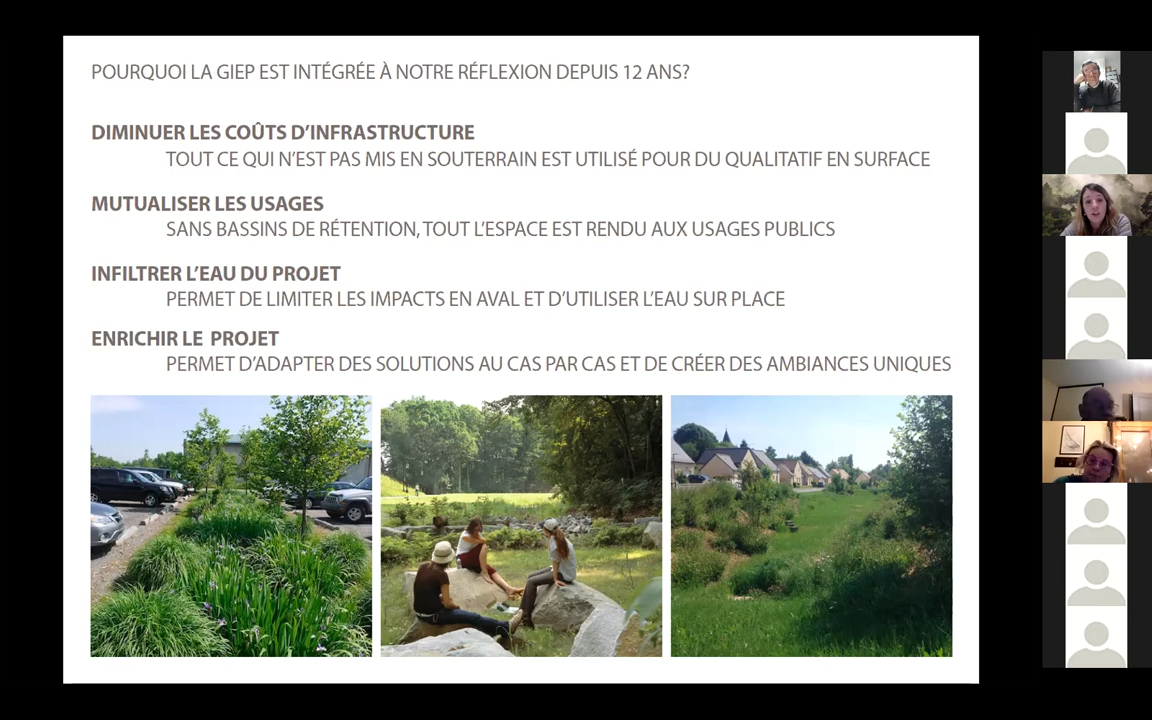 POURQUOI LA GIEP EST INTÉGRÉE À NOTRE RÉFLEXION DEPUIS 12 ANS?
DIMINUER LES COÛTS D'INFRASTRUCTURE
TOUT CE QUI N'EST PAS MIS EN SOUTERRAIN EST UTILISÉ POUR DU QUALITATIF EN SURFACE
MUTUALISER LES USAGES
SANS BASSINS DE RÉTENTION, TOUT L'ESPACE EST RENDU AUX USAGES PUBLICS
INFILTRER L'EAU DU PROJET
PERMET DE LIMITER LES IMPACTS EN AVAL ET D'UTILISER L'EAU SUR PLACE
ENRICHIR LE PROJET
PERMET D'ADAPTER DES SOLUTIONS AU CAS PAR CAS ET DE CRÉER DES AMBIANCES UNIQUES